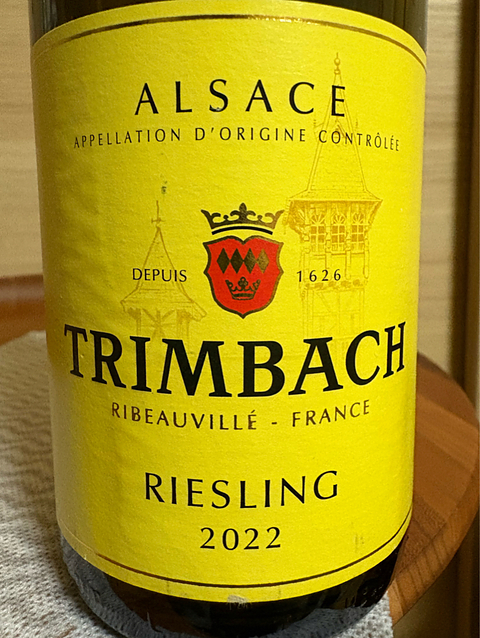 ALSACE
APPELLATION D'ORIGINE CONTRÔLÉE
DEPUIS 1626
TRIMBACH
RIBEAUVILLÉ - FRANCE
RIESLING
2022